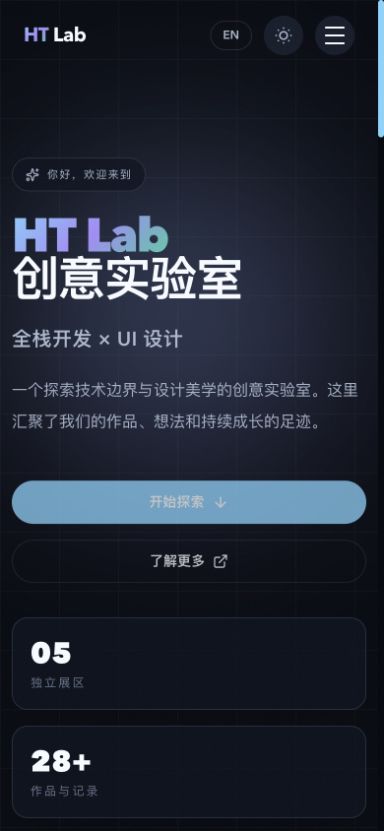 HT Lab
EN
你好，欢迎来到
HT Lab
创意实验室
全栈开发 × UI 设计
一个探索技术边界与设计美学的创意实验室。这里
汇聚了我们的作品、想法和持续成长的足迹。
开始探索
了解更多
05
独立展区
28+
作品与记录